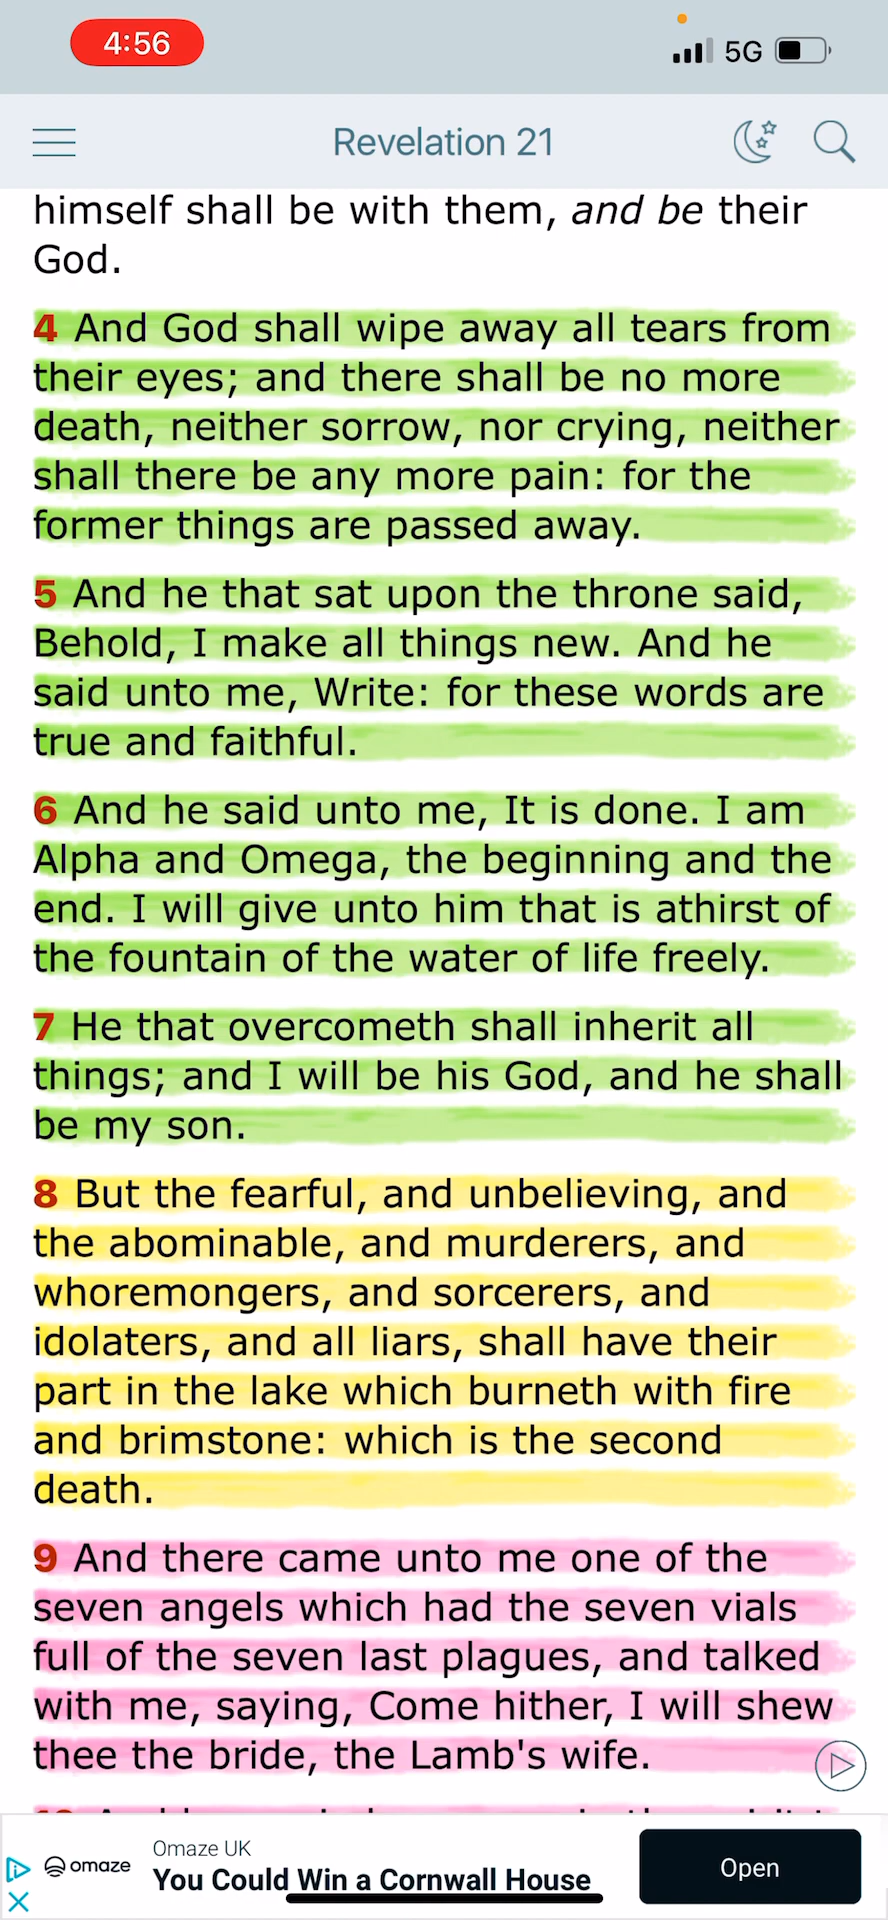 4:56
5G
Revelation 21
himself shall be with them, and be their
God.
4 And God shall wipe away all tears from
their eyes; and there shall be no more
death, neither sorrow, nor crying, neither
shall there be any more pain: for the
former things are passed away.
5 And he that sat upon the throne said,
Behold, I make all things new. And he
said unto me, Write: for these words are
true and faithful.
6 And he said unto me, It is done. I am
Alpha and Omega, the beginning and the
end. I will give unto him that is athirst of
the fountain of the water of life freely.
7 He that overcometh shall inherit all
things; and I will be his God, and he shall
be my son.
8 But the fearful, and unbelieving, and
the abominable, and murderers, and
whoremongers, and sorcerers, and
idolaters, and all liars, shall have their
part in the lake which burneth with fire
and brimstone: which is the second
death.
9 And there came unto me one of the
seven angels which had the seven vials
full of the seven last plagues, and talked
with me, saying, Come hither, I will shew
thee the bride, the Lamb's wife.
omaze
Omaze UK
You Could Win a Cornwall House
Open